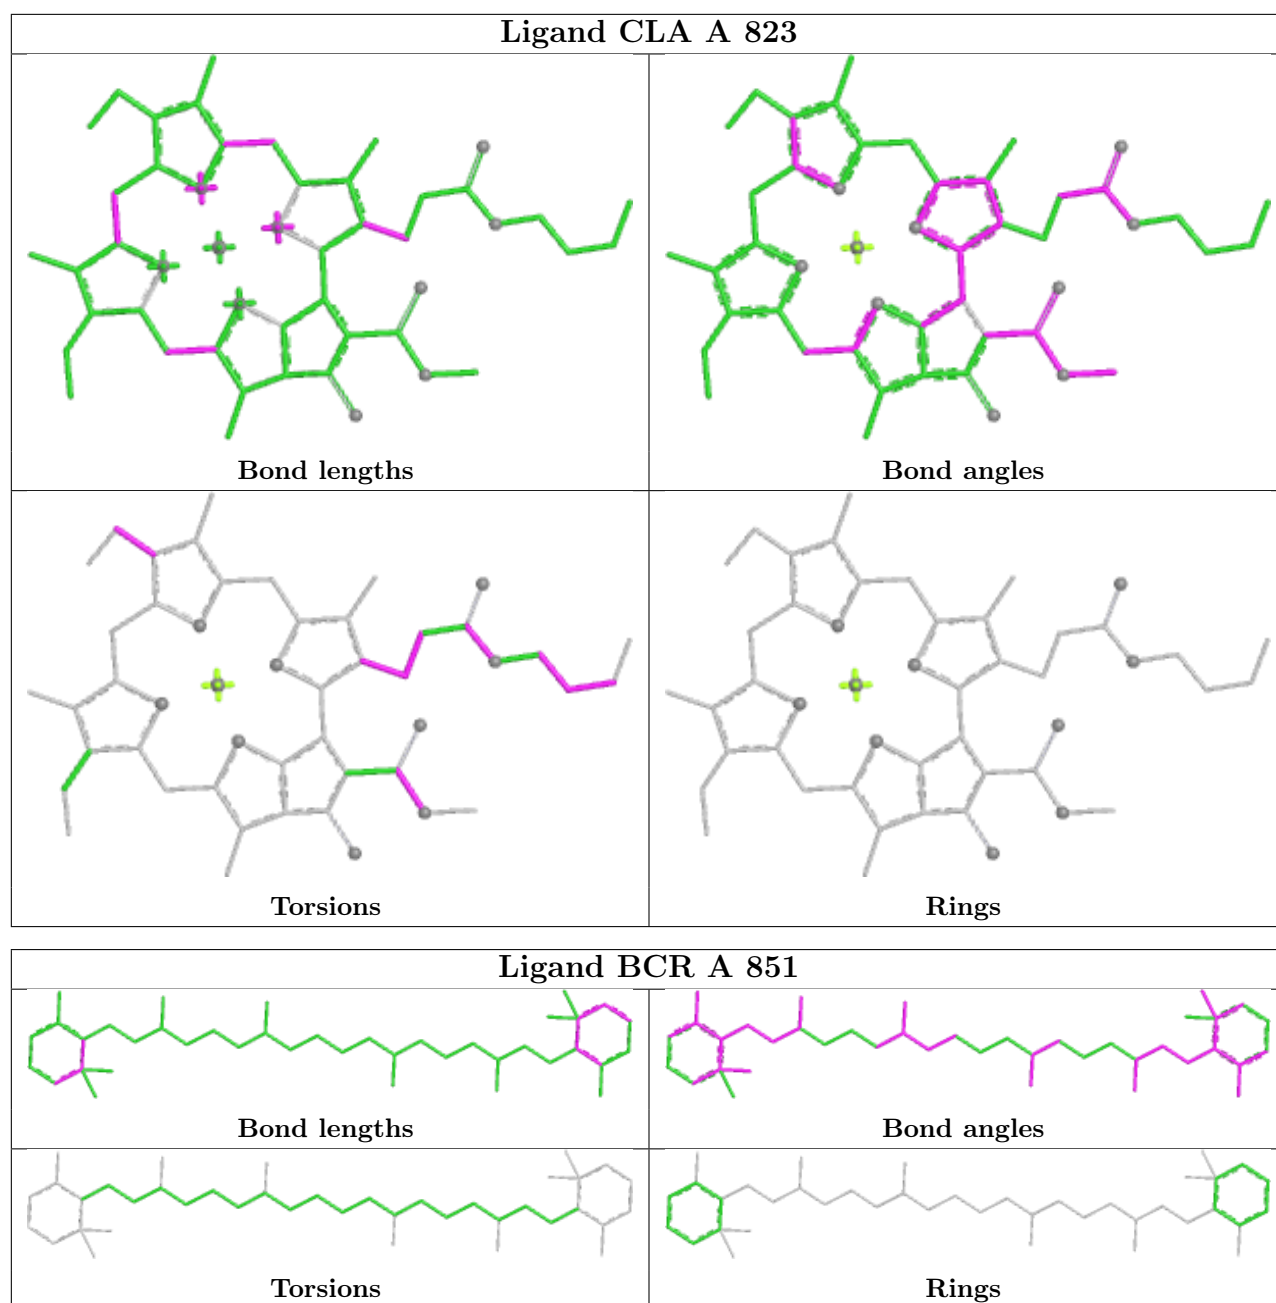 Ligand CLA A 823
Bond lengths
Bond angles
Torsions
Rings
Ligand BCR A 851
Bond lengths
Bond angles
Torsions
Rings